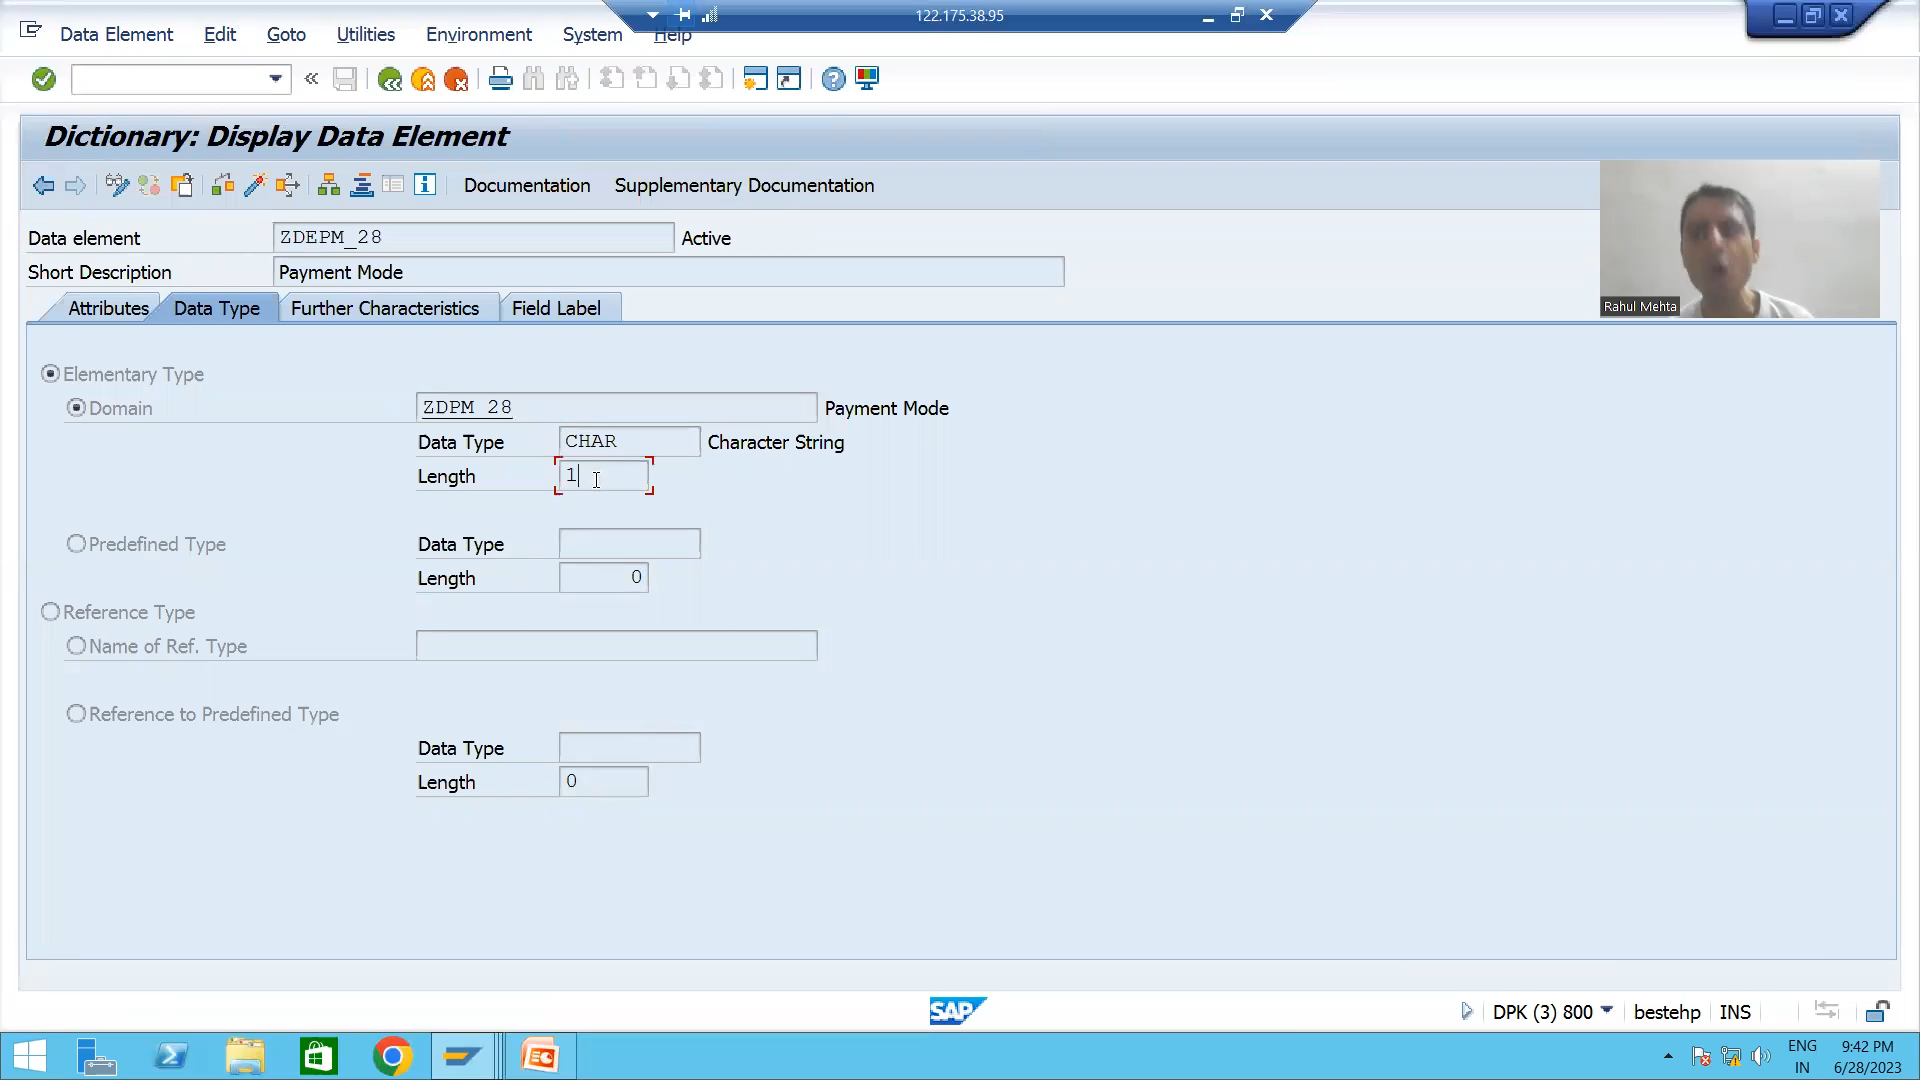 122.175.38.95
Data Element Edit Goto Utilities Environment System Help
Dictionary: Display Data Element
Documentation Supplementary Documentation
Data element ZDEPM_28 Active
Short Description Payment Mode
Attributes Data Type Further Characteristics Field Label
Rahul Mehta
Elementary Type
Domain ZDPM_28 Payment Mode
Data Type CHAR Character String
Length 1
Predefined Type Data Type
Length 0
Reference Type
Name of Ref. Type
Reference to Predefined Type
Data Type
Length 0
SAP DPK (3) 800 bestehp INS
ENG 9:42 PM
IN 6/28/2023